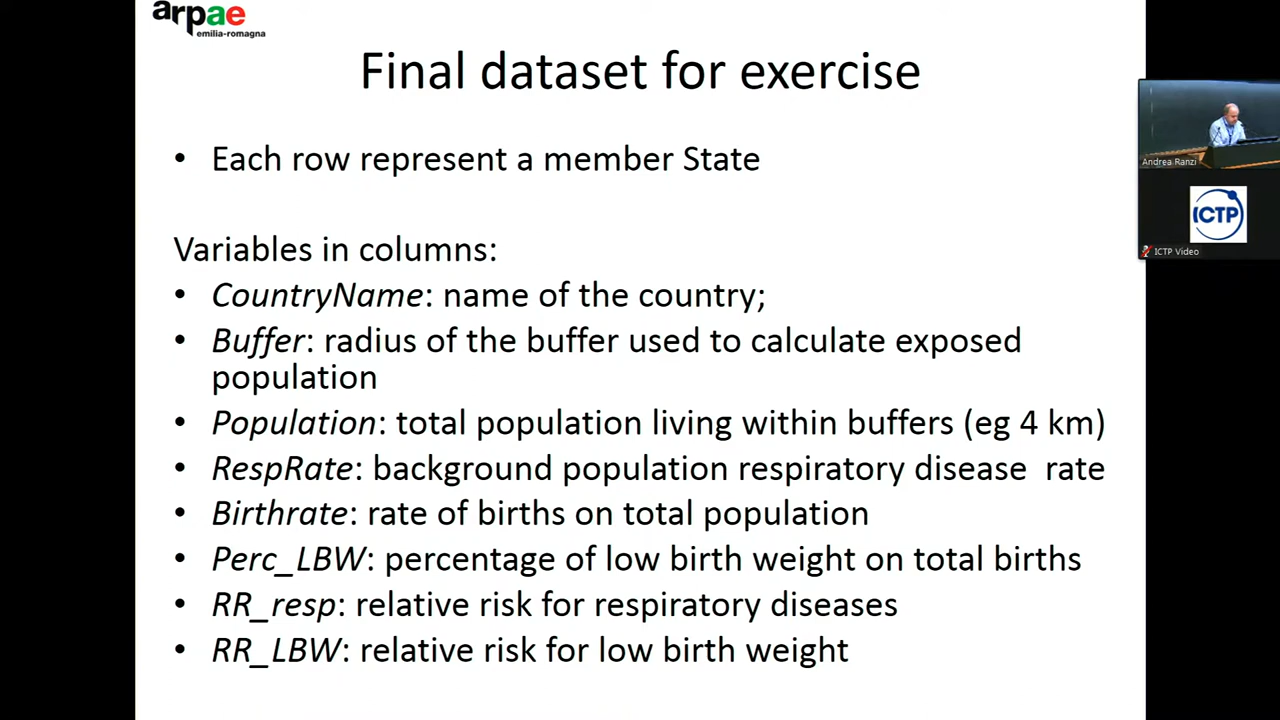 arpae
emilia-romagna
Final dataset for exercise
• Each row represent a member State
Variables in columns:
• CountryName: name of the country;
• Buffer: radius of the buffer used to calculate exposed
population
• Population: total population living within buffers (eg 4 km)
• RespRate: background population respiratory disease rate
• Birthrate: rate of births on total population
• Perc_LBW: percentage of low birth weight on total births
• RR_resp: relative risk for respiratory diseases
• RR_LBW: relative risk for low birth weight
Andrea Ranzi
ICTP
ICTP Video